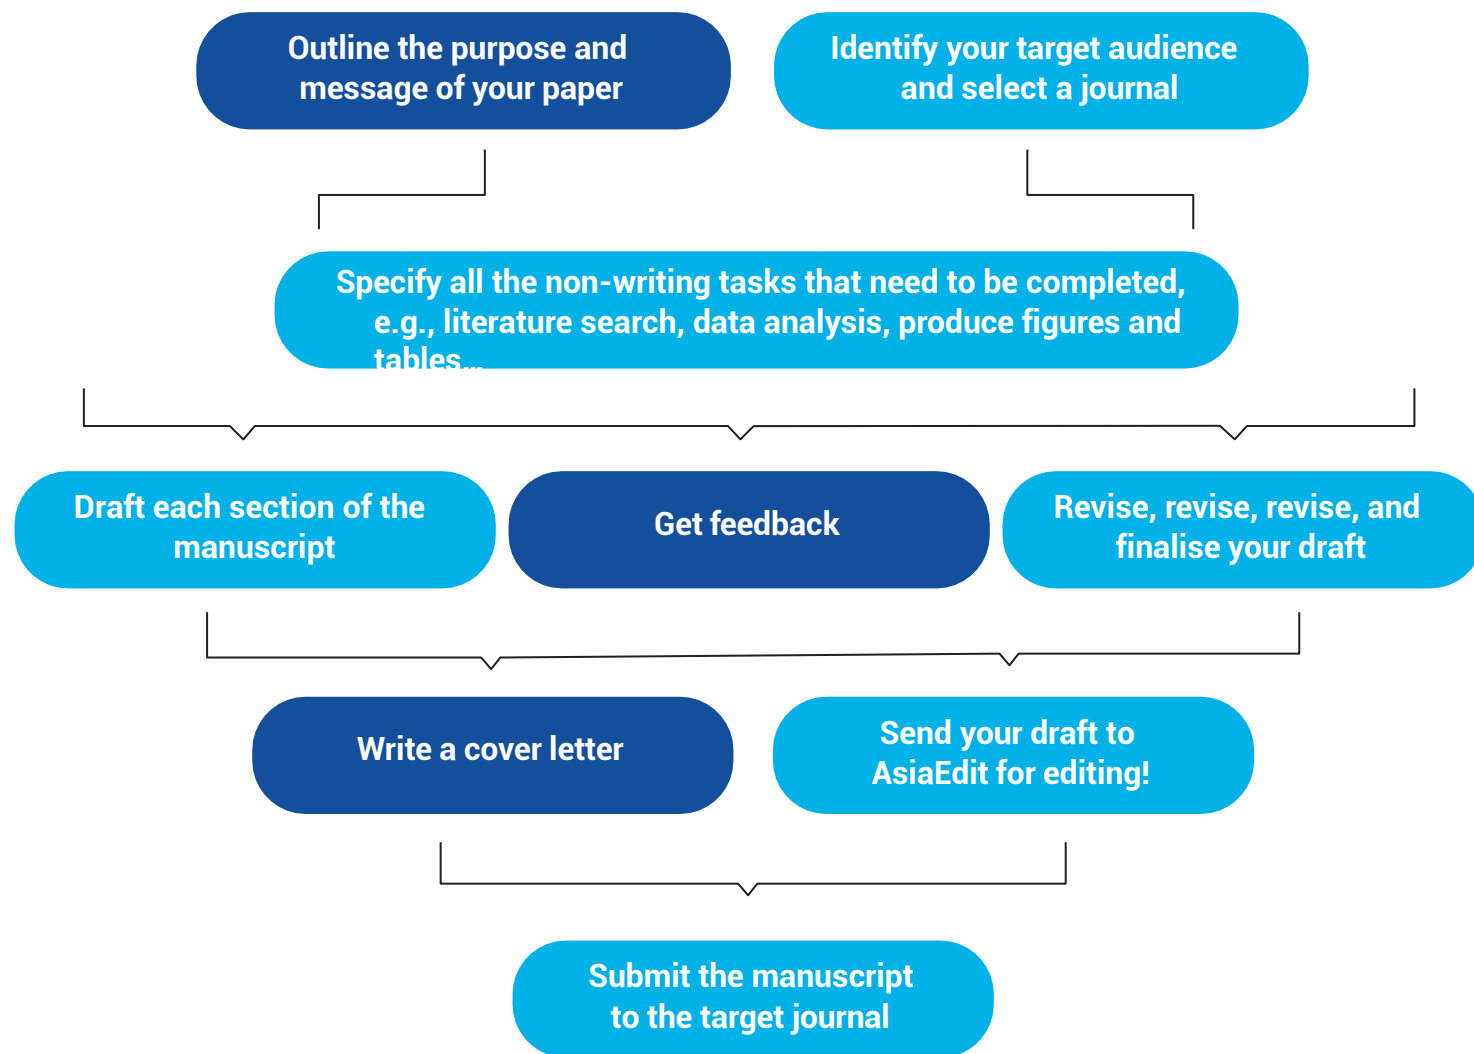 Outline the purpose and
message of your paper
Identify your target audience
and select a journal
Specify all the non-writing tasks that need to be completed,
e.g., literature search, data analysis, produce figures and
tables...
Draft each section of the
manuscript
Get feedback
Revise, revise, revise, and
finalise your draft
Write a cover letter
Send your draft to
AsiaEdit for editing!
Submit the manuscript
to the target journal